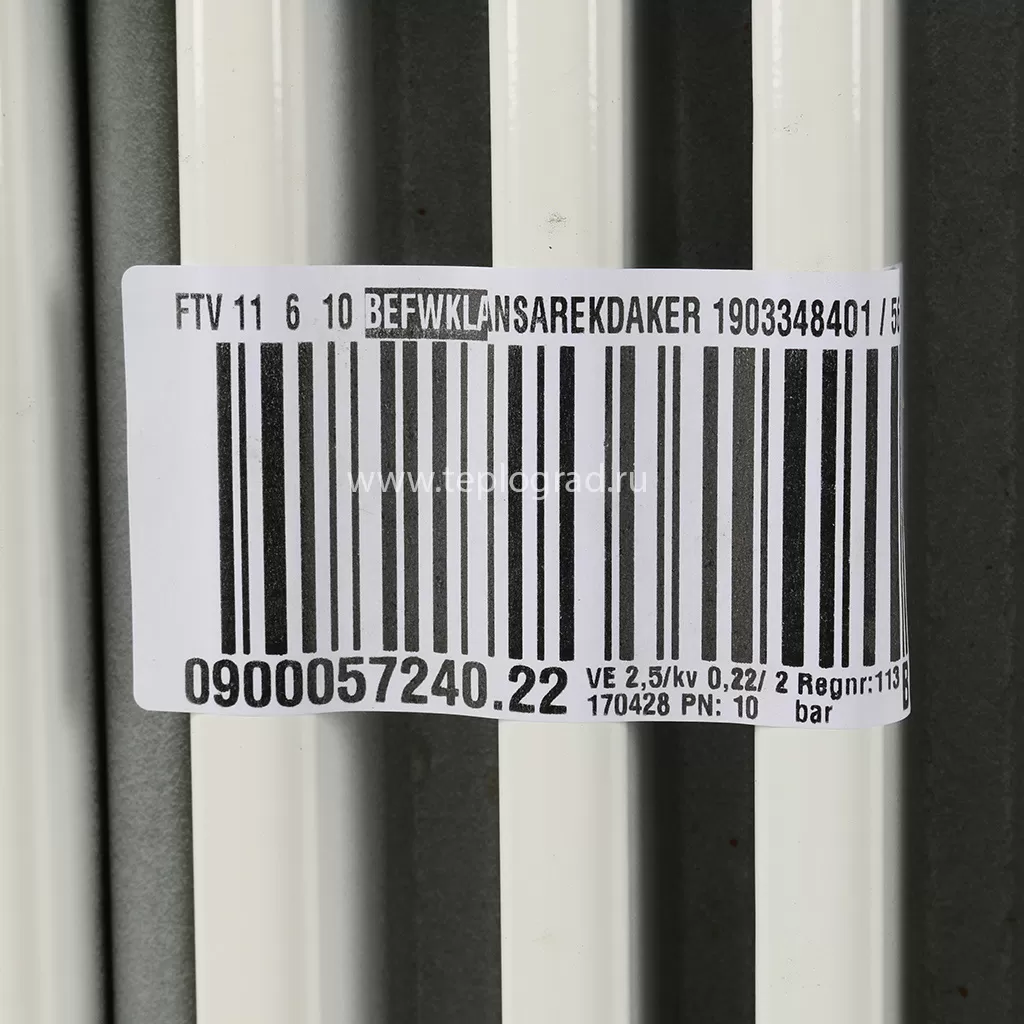 FTV 11 6 10 BEFWKLANSAREKDAKER 1903348401 /
www.teplograd.ru
0900057240.22
VE 2,5/kv 0,22/ 2 Regnr:113
170428 PN: 10 bar